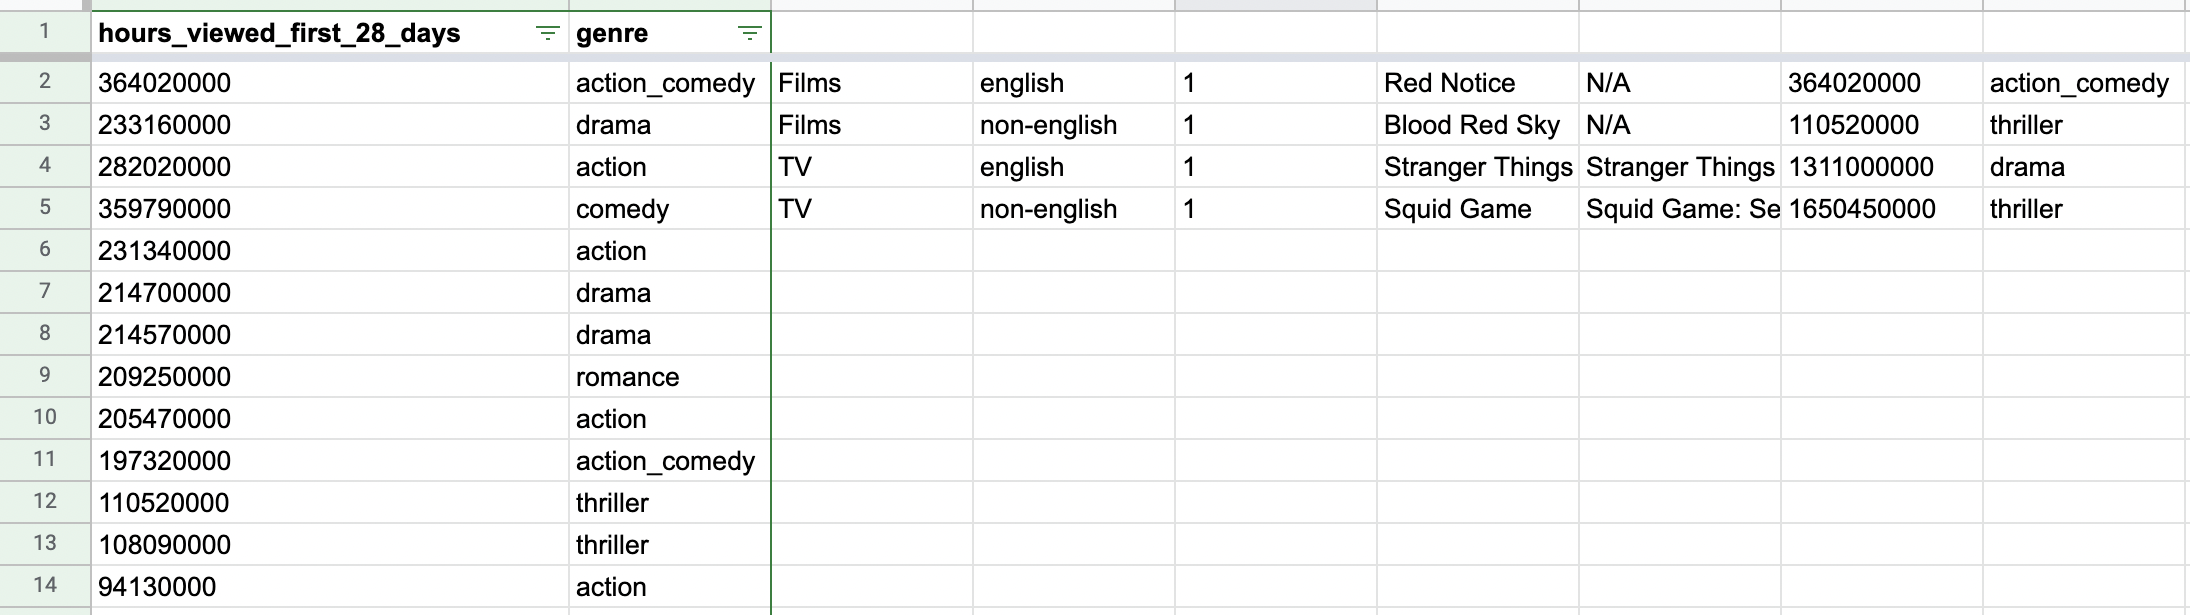 1 hours_viewed_first_28_days genre
2 364020000 action_comedy Films english 1 Red Notice N/A 364020000 action_comedy
3 233160000 drama Films non-english 1 Blood Red Sky N/A 110520000 thriller
4 282020000 action TV english 1 Stranger Things Stranger Things 1311000000 drama
5 359790000 comedy TV non-english 1 Squid Game Squid Game: Se 1650450000 thriller
6 231340000 action
7 214700000 drama
8 214570000 drama
9 209250000 romance
10 205470000 action
11 197320000 action_comedy
12 110520000 thriller
13 108090000 thriller
14 94130000 action